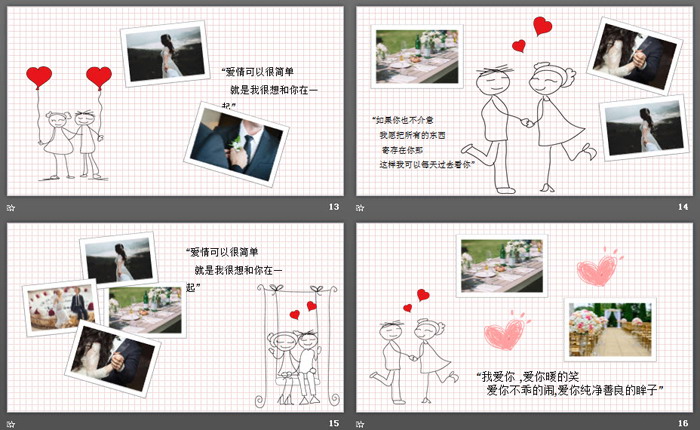 “爱情可以很简单
就是我很想和你在一
起”
13
“如果你也不介意
我愿把所有的东西
寄存在你那
这样我可以每天过去看你”
14
“爱情可以很简单
就是我很想和你在一
起”
15
“我爱你 ,爱你暖的笑
爱你不乖的闹,爱你纯净善良的眸子”
16